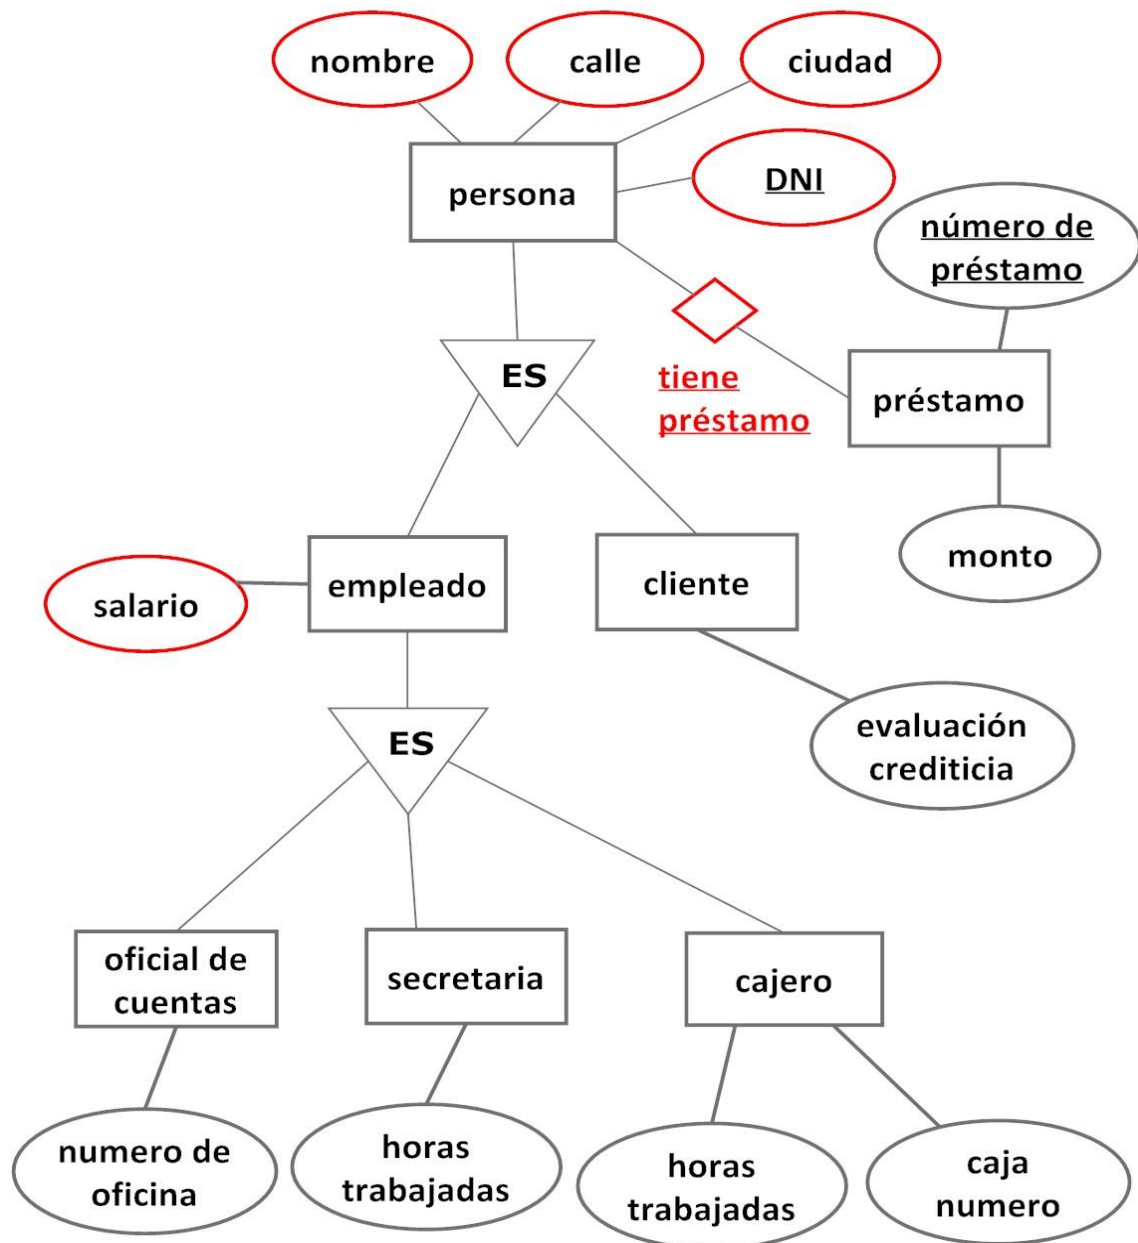 nombre
calle
ciudad
persona
DNI
número de
préstamo
ES
tiene
préstamo
préstamo
monto
salario
empleado
cliente
ES
evaluación
crediticia
oficial de
cuentas
secretaria
cajero
numero de
oficina
horas
trabajadas
horas
trabajadas
caja
numero